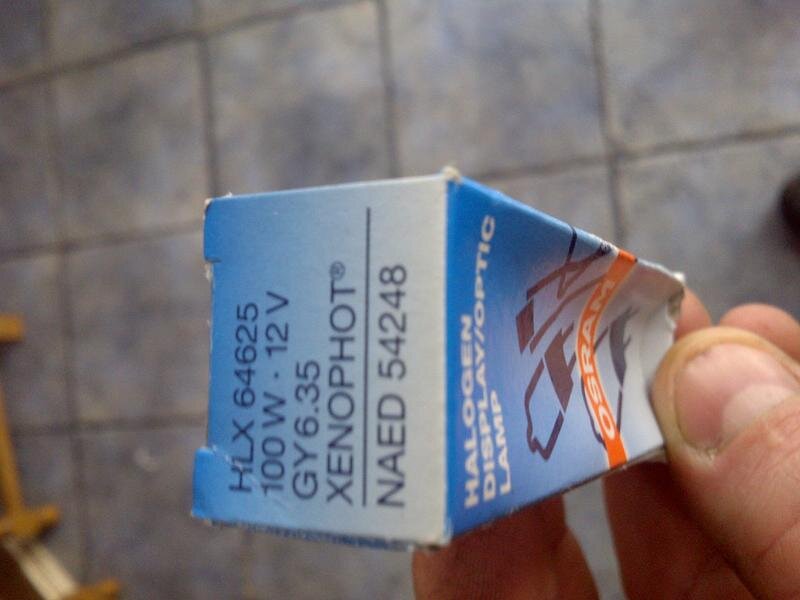 HLX 64625
100 W · 12 V
GY 6.35
XENOPHOT®
NAED 54248
HALOGEN
DISPLAY/OPTIC
LAMP
OSRAM